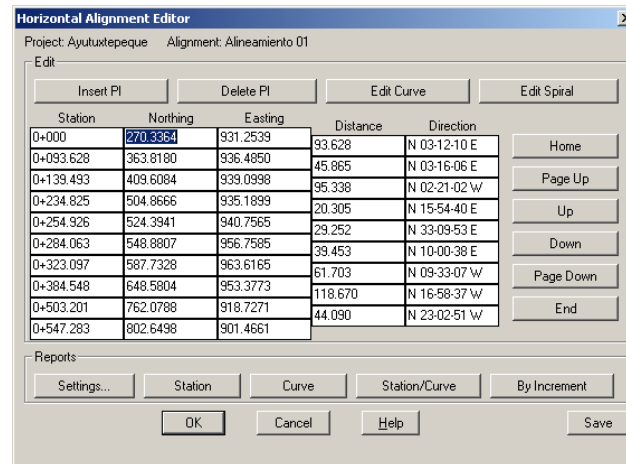 Horizontal Alignment Editor
Project: Ayutuxtepeque Alignment: Alineamiento 01
Edit
Insert PI Delete PI Edit Curve Edit Spiral
Station Northing Easting Distance Direction
0+000 270.3364 931.2539
93.628 N 03-12-10 E
Home
0+093.628 363.8180 936.4850
45.865 N 03-16-06 E
0+139.493 409.6084 939.0998
95.338 N 02-21-02 W
Page Up
0+234.825 504.8666 935.1899
20.305 N 15-54-40 E
Up
0+254.926 524.3941 940.7565
29.252 N 33-09-53 E
0+284.063 548.8807 956.7585
39.453 N 10-00-38 E
Down
0+323.097 587.7328 963.6165
61.703 N 09-33-07 W
Page Down
0+384.548 648.5804 953.3773
118.670 N 16-58-37 W
0+503.201 762.0788 918.7271
44.090 N 23-02-51 W
End
0+547.283 802.6498 901.4661
Reports
Settings... Station Curve Station/Curve By Increment
OK Cancel Help Save